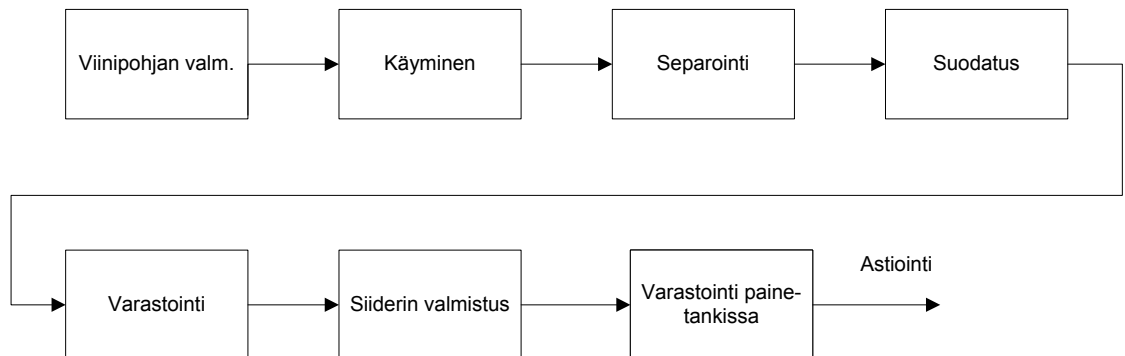 Viinipohjan valm.
Käyminen
Separointi
Suodatus
Varastointi
Siiderin valmistus
Varastointi paine-
tankissa
Astiointi